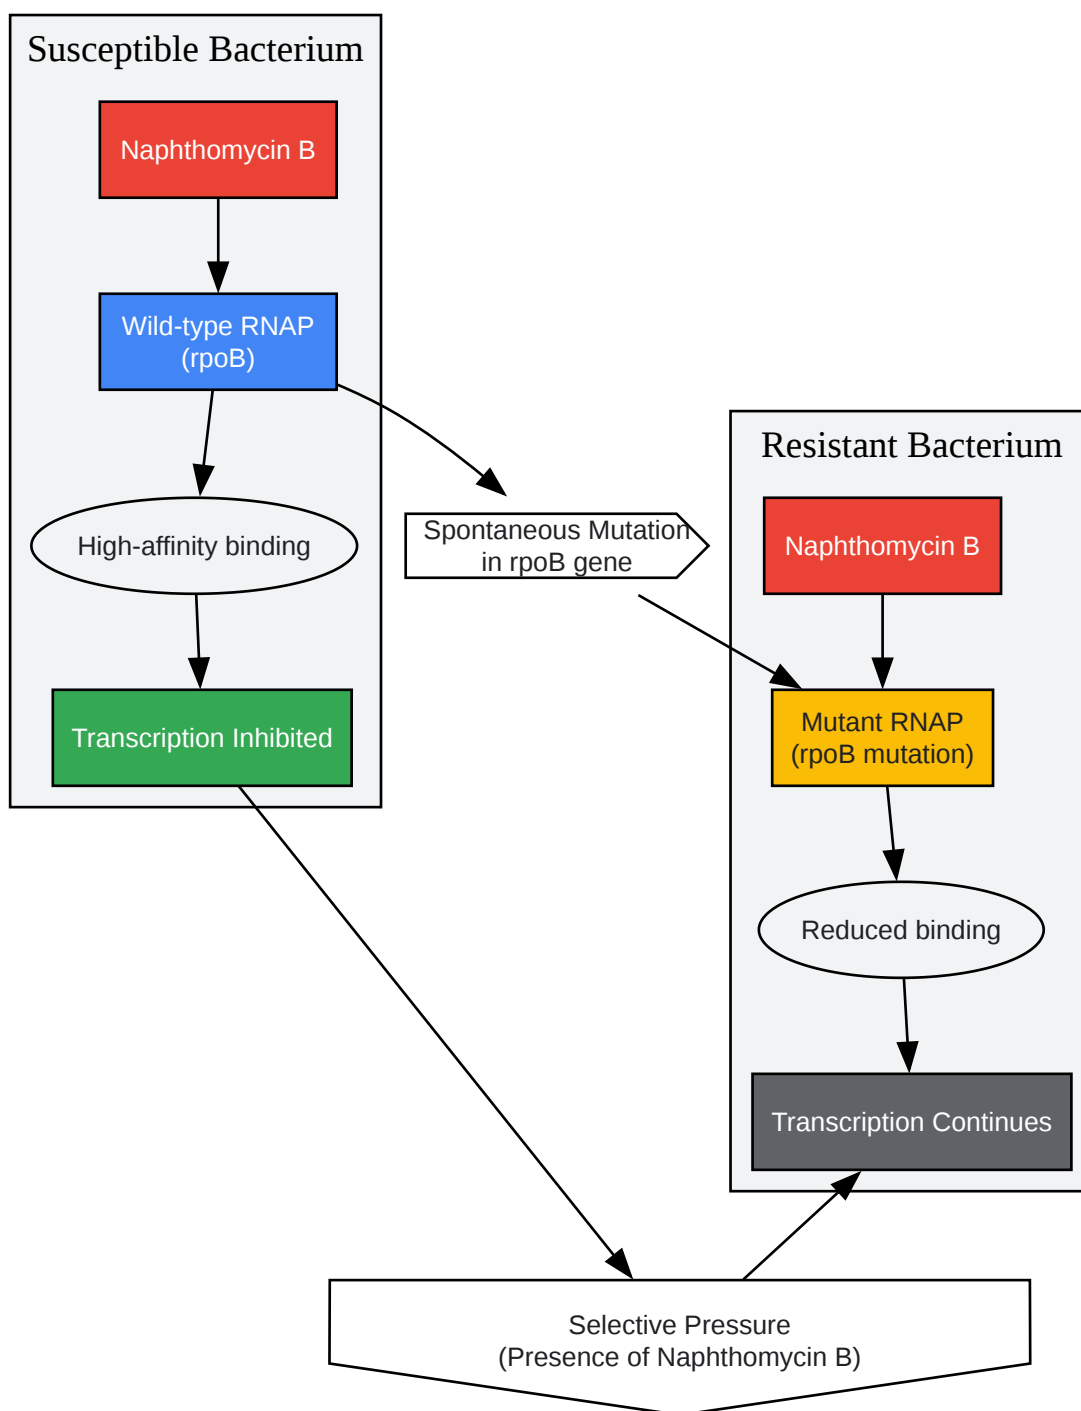 Susceptible Bacterium
Naphthomycin B
Wild-type RNAP
(rpoB)
High-affinity binding
Transcription Inhibited
Spontaneous Mutation
in rpoB gene
Resistant Bacterium
Naphthomycin B
Mutant RNAP
(rpoB mutation)
Reduced binding
Transcription Continues
Selective Pressure
(Presence of Naphthomycin B)